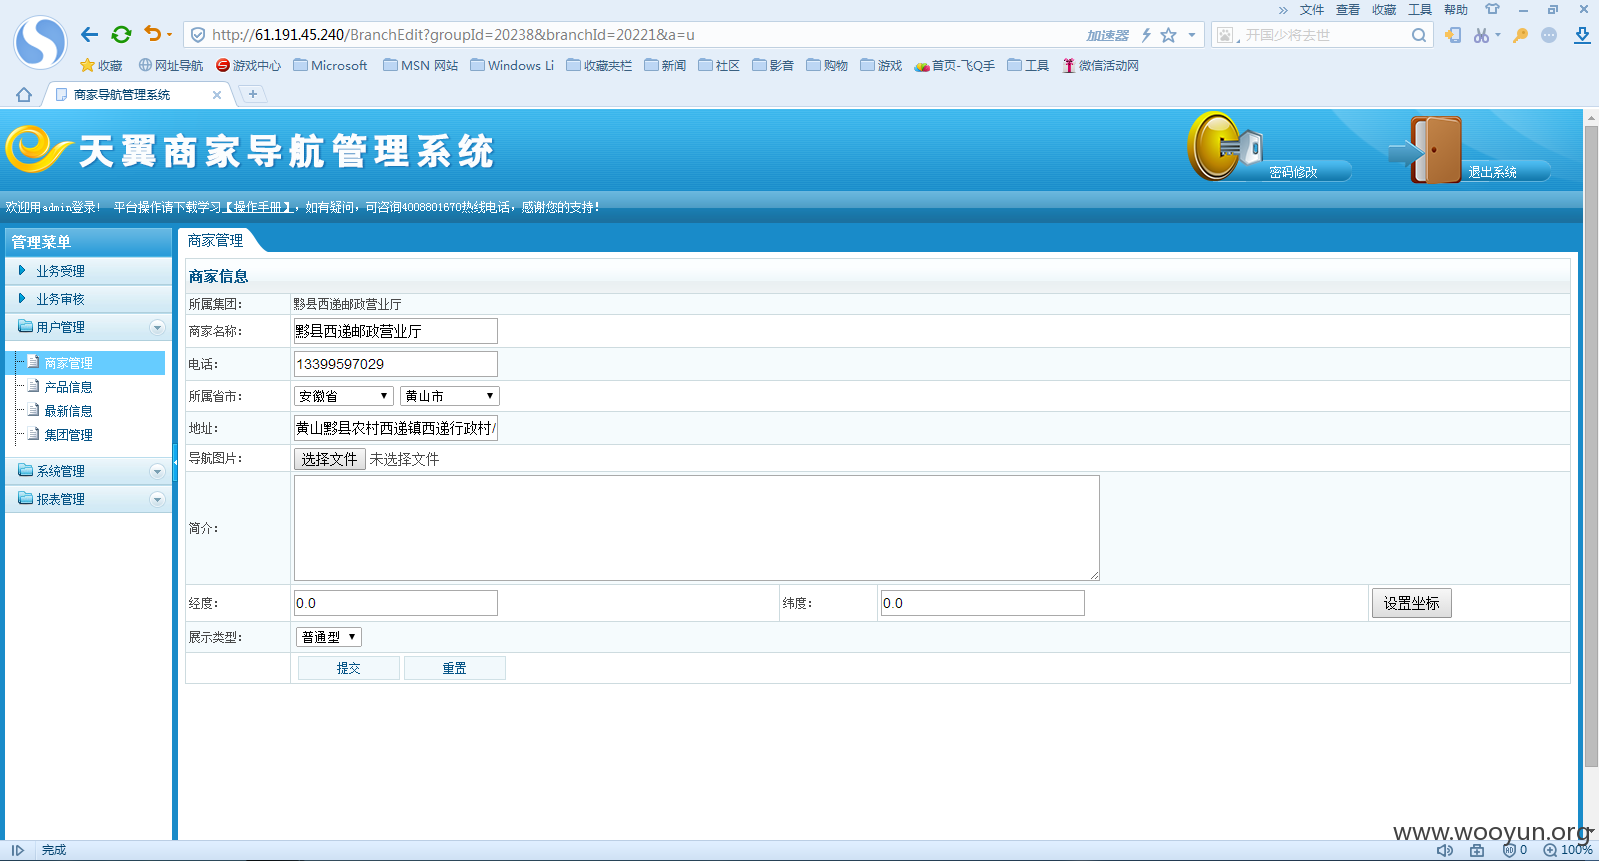 » 文件 查看 收藏 工具 帮助
http://61.191.45.240/BranchEdit?groupId=20238&branchId=20221&a=u 加速器 开国少将去世
收藏 网址导航 游戏中心 Microsoft MSN 网站 Windows Li 收藏夹栏 新闻 社区 影音 购物 游戏 首页-飞Q手 工具 微信活动网
商家导航管理系统
天翼商家导航管理系统
密码修改 退出系统
欢迎用admin登录! 平台操作请下载学习【操作手册】,如有疑问,可咨询4008801670热线电话,感谢您的支持!
管理菜单
业务受理
业务审核
用户管理
商家管理
产品信息
最新信息
集团管理
系统管理
报表管理
商家管理
商家信息
所属集团: 黟县西递邮政营业厅
商家名称: 黟县西递邮政营业厅
电话: 13399597029
所属省市: 安徽省 黄山市
地址: 黄山黟县农村西递镇西递行政村/
导航图片: 选择文件 未选择文件
简介:
经度: 0.0 纬度: 0.0 设置坐标
展示类型: 普通型
提交 重置
www.wooyun.org
完成 0 100%